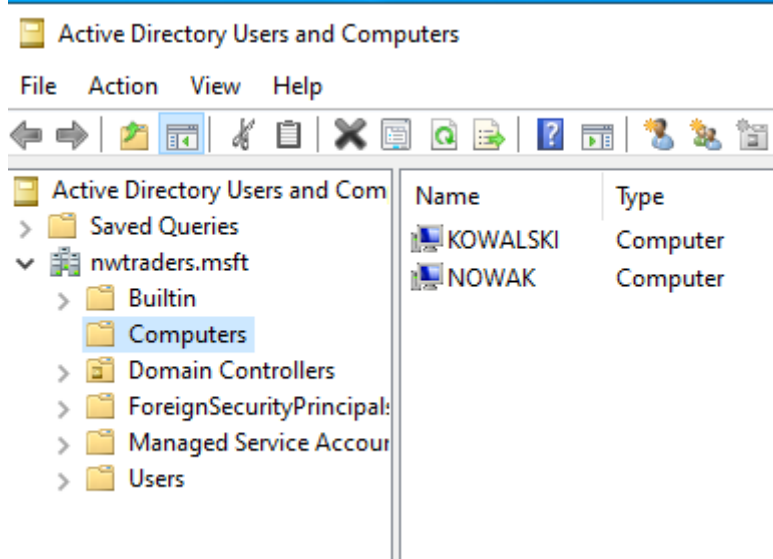 Active Directory Users and Computers
File Action View Help
Active Directory Users and Com
Saved Queries
nwtraders.msft
Builtin
Computers
Domain Controllers
ForeignSecurityPrincipals
Managed Service Accour
Users
Name Type
KOWALSKI Computer
NOWAK Computer